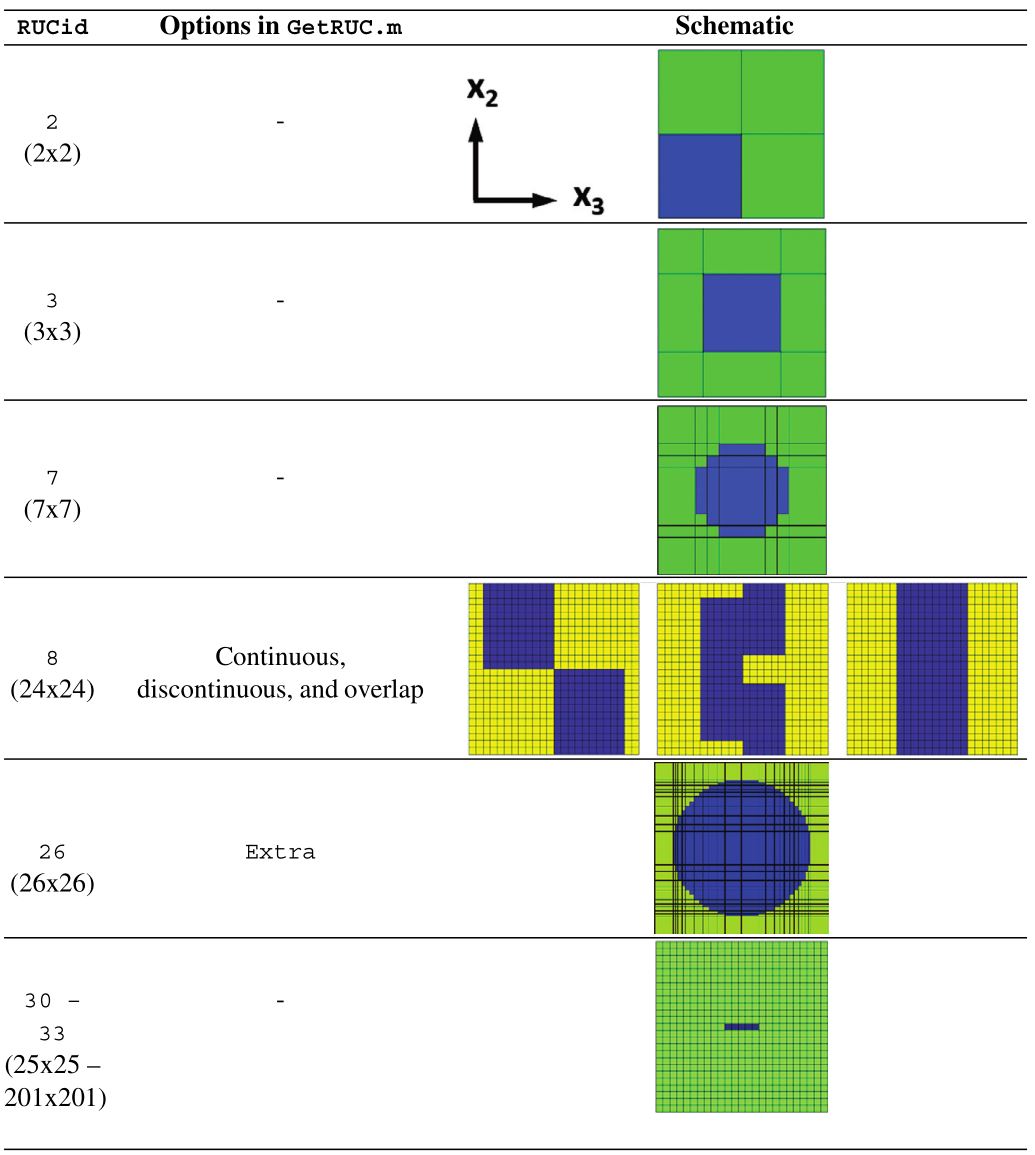 RUCid Options in GetRUC.m Schematic
2
(2x2)
-
x2
x3
3
(3x3)
-
7
(7x7)
-
8
(24x24)
Continuous,
discontinuous, and overlap
26
(26x26)
Extra
30 –
33
(25x25 –
201x201)
-